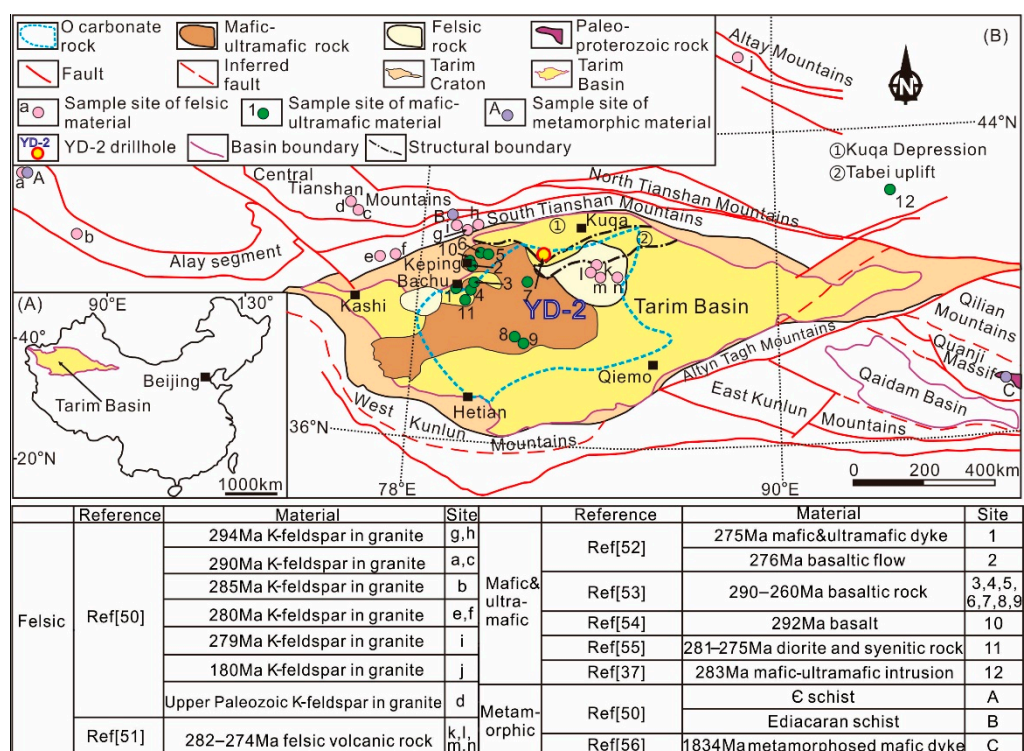 O carbonate rock
Mafic-ultramafic rock
Felsic rock
Paleo-proterozoic rock
Fault
Inferred fault
Tarim Craton
Tarim Basin
a
Sample site of felsic material
1
Sample site of mafic-ultramafic material
A
Sample site of metamorphic material
YD-2
YD-2 drillhole
Basin boundary
Structural boundary
(B)
Altay Mountains
j
N
44°N
①Kuqa Depression
②Tabei uplift
12
a A
b
Central Tianshan Mountains
d
c
North Tianshan Mountains
South Tianshan Mountains
B
h
i
g
Alay segment
e
f
6
10
5
2
Keping
Bachu
3
1
4
11
①
Kuqa
②
l
k
m
n
7
YD-2
Tarim Basin
8
9
Kashi
Qiemo
Hetian
Altyn Tagh Mountains
Qilian Mountains
Quanji Massif
C
Qaidam Basin
East Kunlun Mountains
West Kunlun Mountains
36°N
78°E
90°E
0 200 400km
(A)
90°E
130°
40°
Beijing
Tarim Basin
20°N
1000km
Reference Material Site
Felsic
Ref[50]
294Ma K-feldspar in granite g,h
290Ma K-feldspar in granite a,c
285Ma K-feldspar in granite b
280Ma K-feldspar in granite e,f
279Ma K-feldspar in granite i
180Ma K-feldspar in granite j
Upper Paleozoic K-feldspar in granite d
Ref[51] 282–274Ma felsic volcanic rock k,l, m,n
Reference Material Site
Mafic& ultra-mafic
Ref[52] 275Ma mafic&ultramafic dyke 1
276Ma basaltic flow 2
Ref[53] 290–260Ma basaltic rock 3,4,5, 6,7,8,9
Ref[54] 292Ma basalt 10
Ref[55] 281–275Ma diorite and syenitic rock 11
Ref[37] 283Ma mafic-ultramafic intrusion 12
Metam-orphic
Ref[50] Є schist A
Ediacaran schist B
Ref[56] 1834Ma metamorphosed mafic dyke C